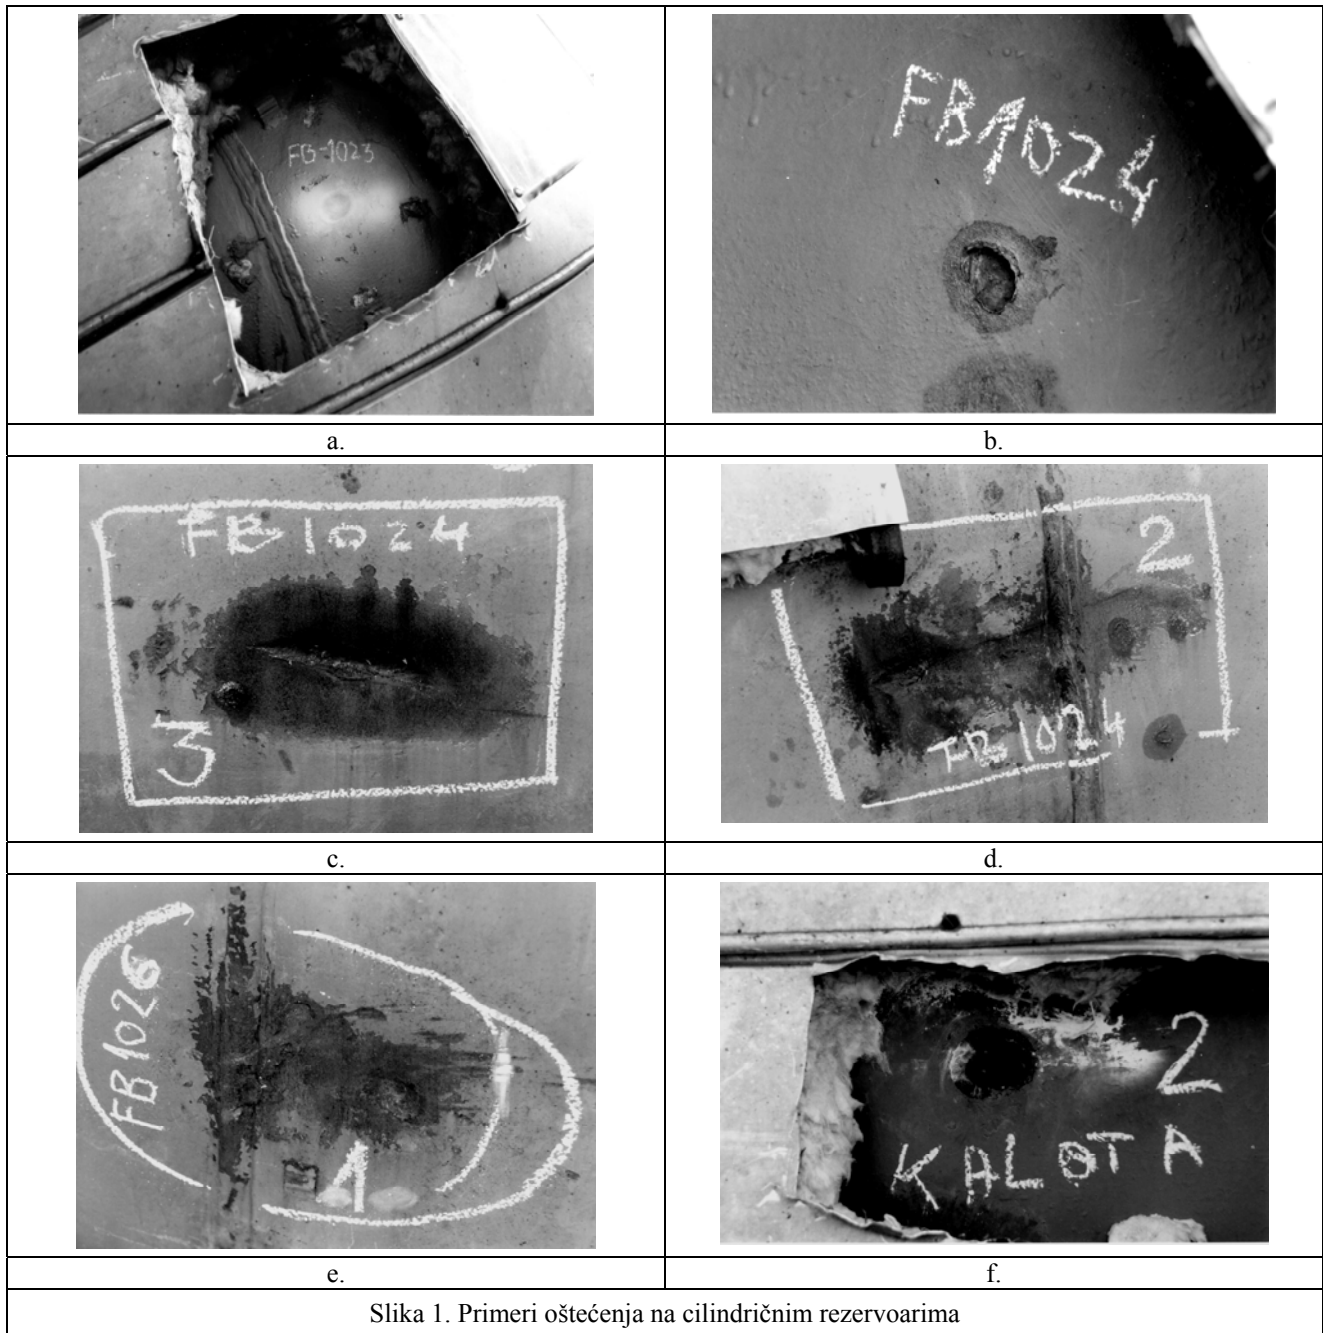 FB-1023
FB1024
a.
b.
FB1024
3
2
FB1024
c.
d.
FB1026
1
2
KALOTA
e.
f.
Slika 1. Primeri oštećenja na cilindričnim rezervoarima